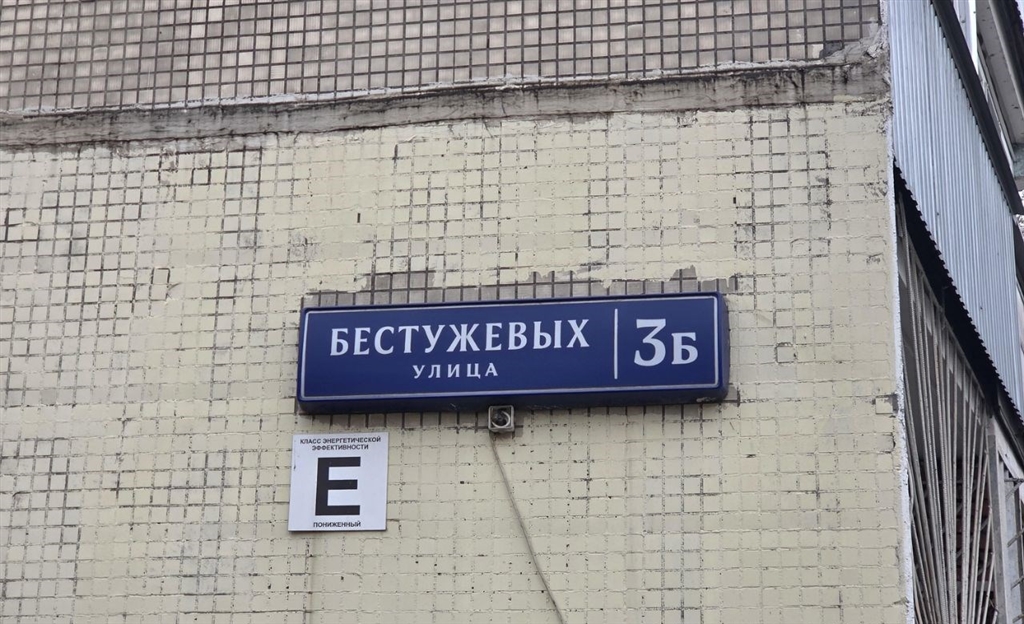 БЕСТУЖЕВЫХ
УЛИЦА
3Б
КЛАСС ЭНЕРГЕТИЧЕСКОЙ
ЭФФЕКТИВНОСТИ
E
ПОНИЖЕННЫЙ